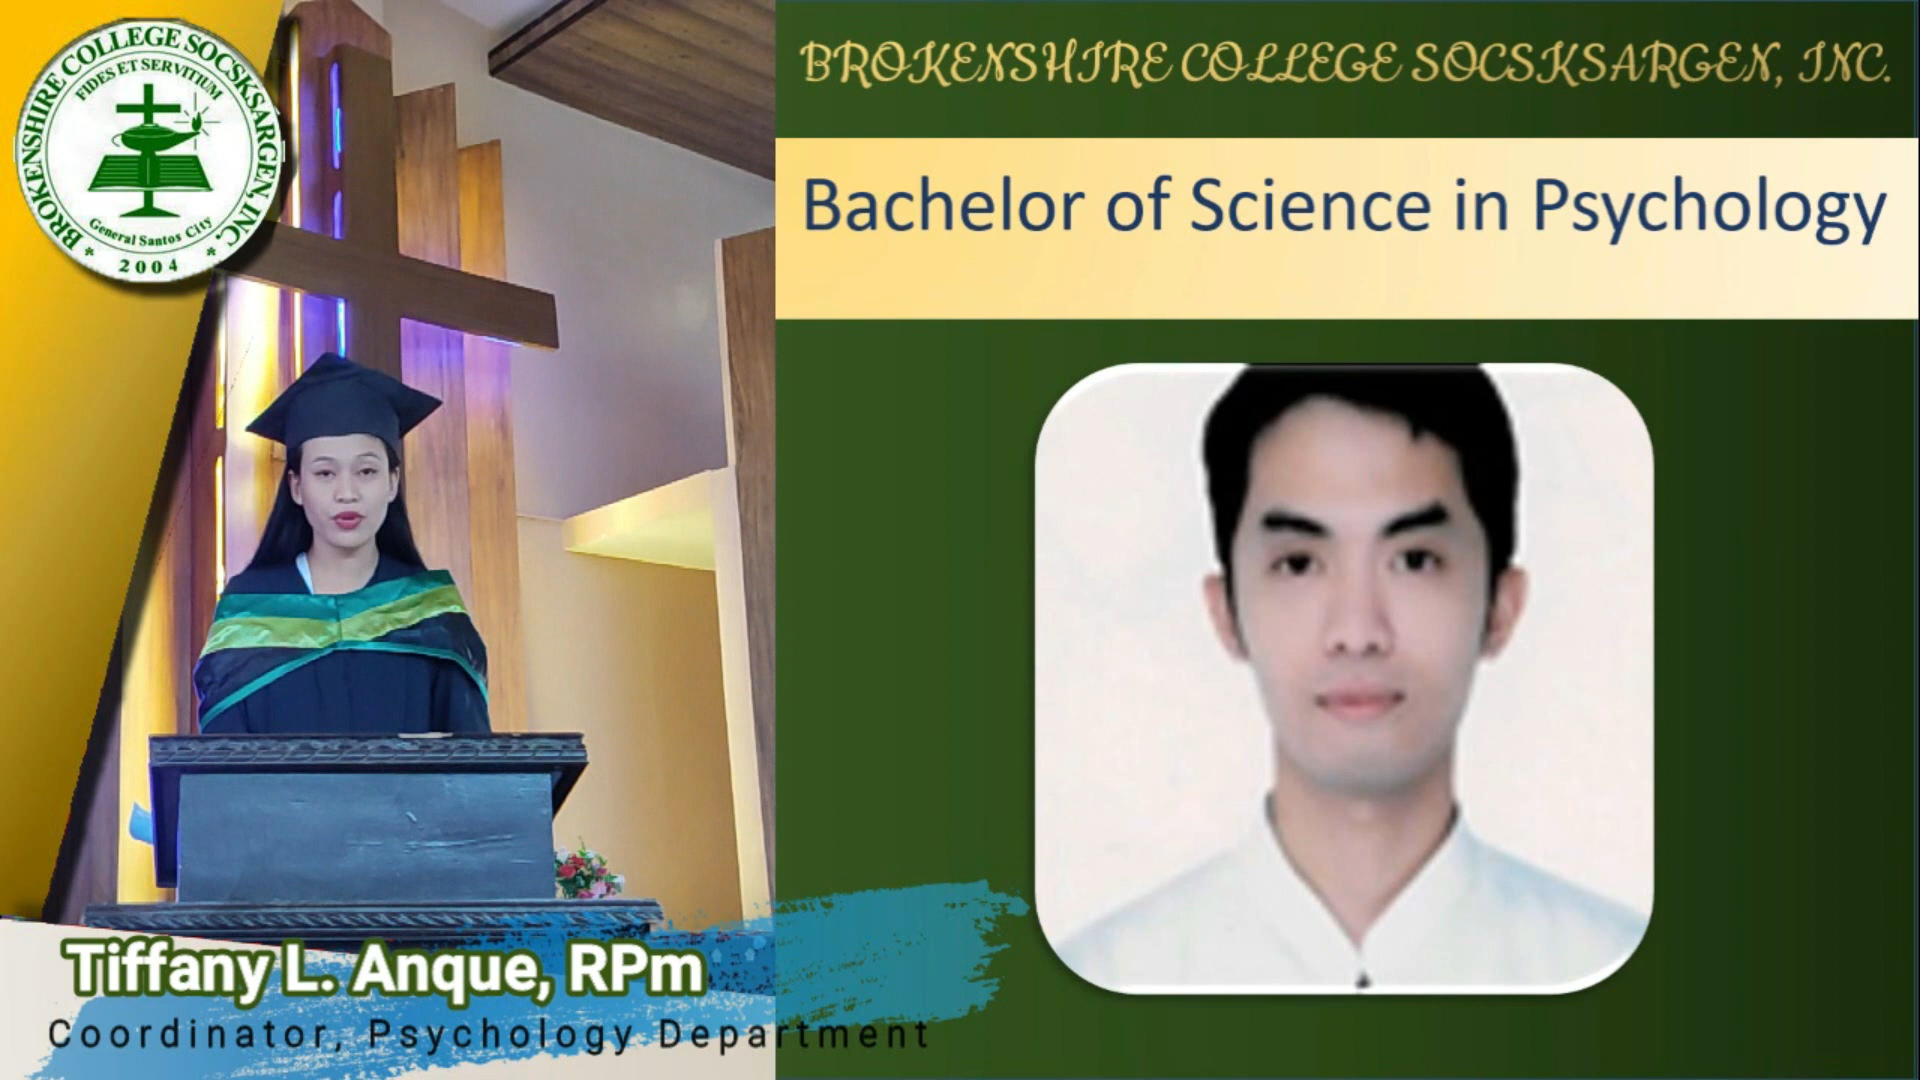 BROKENSHIRE COLLEGE SOCSKSARGEN, INC.
FIDES ET SERVITIUM
General Santos City
* 2004 *
BROKENSHIRE COLLEGE SOCSKSARGEN, INC.
Bachelor of Science in Psychology
Tiffany L. Anque, RPm
Coordinator, Psychology Department